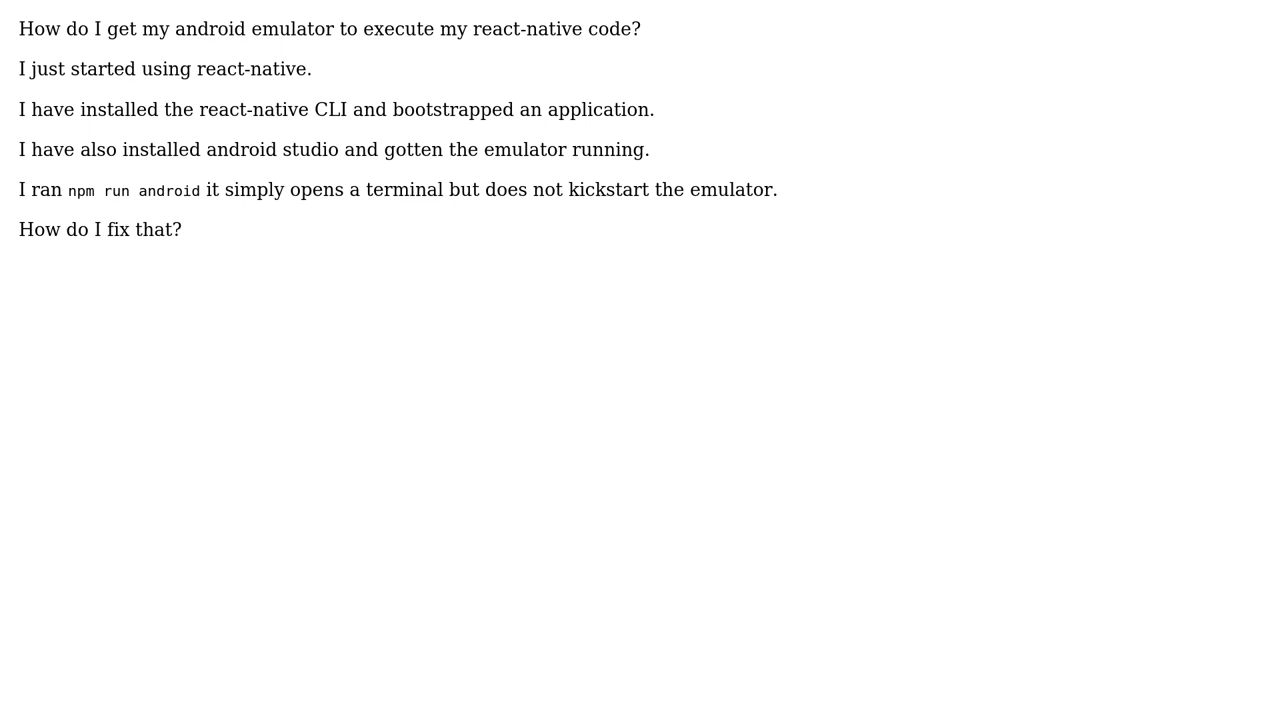 How do I get my android emulator to execute my react-native code?
I just started using react-native.
I have installed the react-native CLI and bootstrapped an application.
I have also installed android studio and gotten the emulator running.
I ran npm run android it simply opens a terminal but does not kickstart the emulator.
How do I fix that?